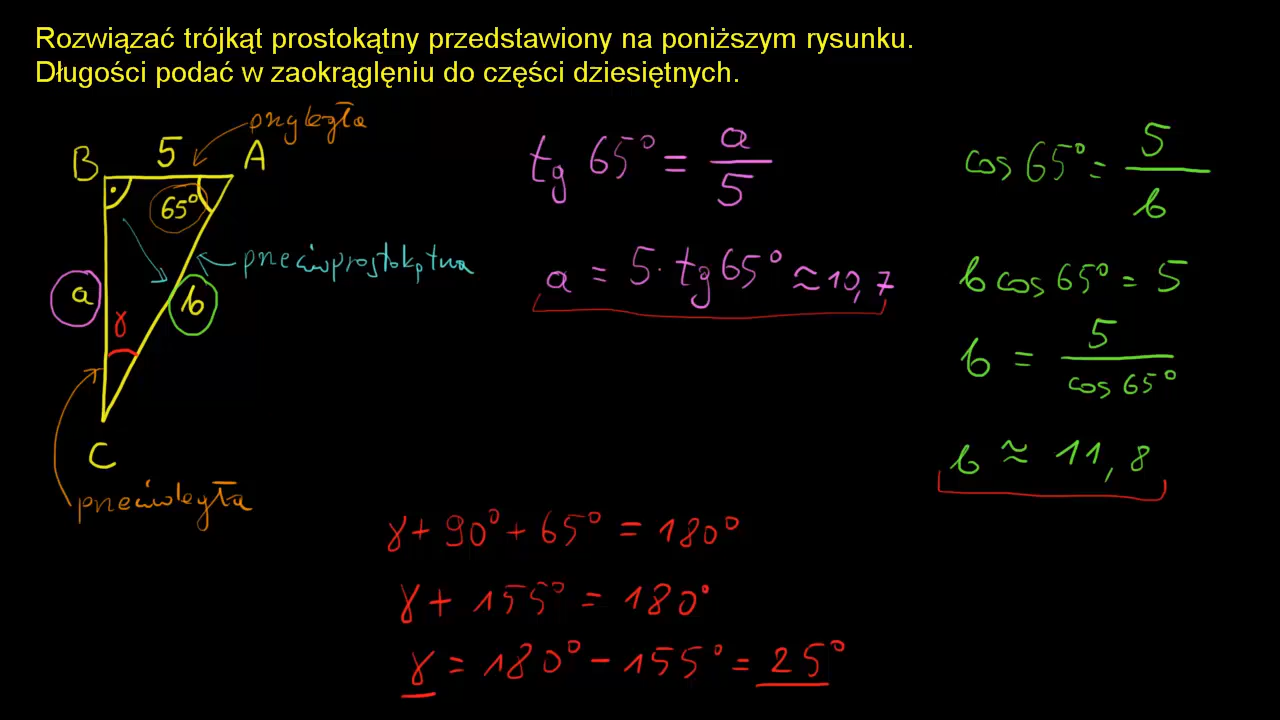 Rozwiązać trójkąt prostokątny przedstawiony na poniższym rysunku.
Długości podać w zaokrągleniu do części dziesiętnych.
przyległa
B 5 A
65°
przeciwprostokątna
a
b
γ
C
przeciwległa
tg 65° = a/5
a = 5 · tg 65° ≈ 10,7
cos 65° = 5/b
b cos 65° = 5
b = 5/cos 65°
b ≈ 11,8
γ + 90° + 65° = 180°
γ + 155° = 180°
γ = 180° - 155° = 25°